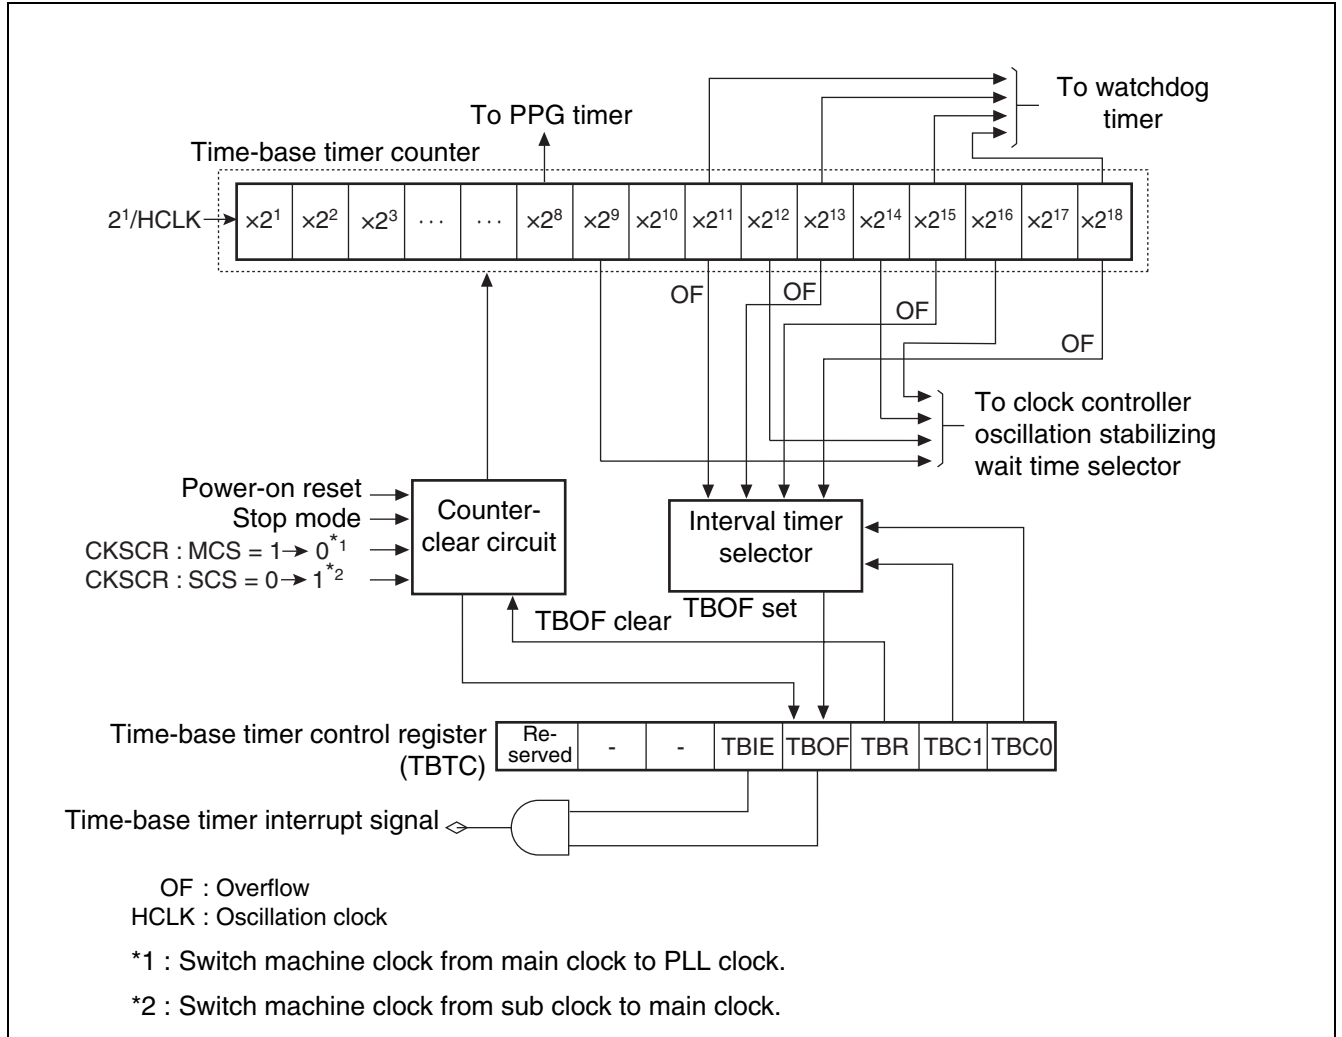 To PPG timer
To watchdog
timer
Time-base timer counter
2¹/HCLK
×2¹ ×2² ×2³ ··· ··· ×2⁸ ×2⁹ ×2¹⁰ ×2¹¹ ×2¹² ×2¹³ ×2¹⁴ ×2¹⁵ ×2¹⁶ ×2¹⁷ ×2¹⁸
OF
OF
OF
OF
To clock controller
oscillation stabilizing
wait time selector
Power-on reset
Stop mode
CKSCR : MCS = 1→ 0*1
CKSCR : SCS = 0→ 1*2
Counter-
clear circuit
Interval timer
selector
TBOF clear
TBOF set
Time-base timer control register
(TBTC)
Re-
served - - TBIE TBOF TBR TBC1 TBC0
Time-base timer interrupt signal
OF : Overflow
HCLK : Oscillation clock
*1 : Switch machine clock from main clock to PLL clock.
*2 : Switch machine clock from sub clock to main clock.